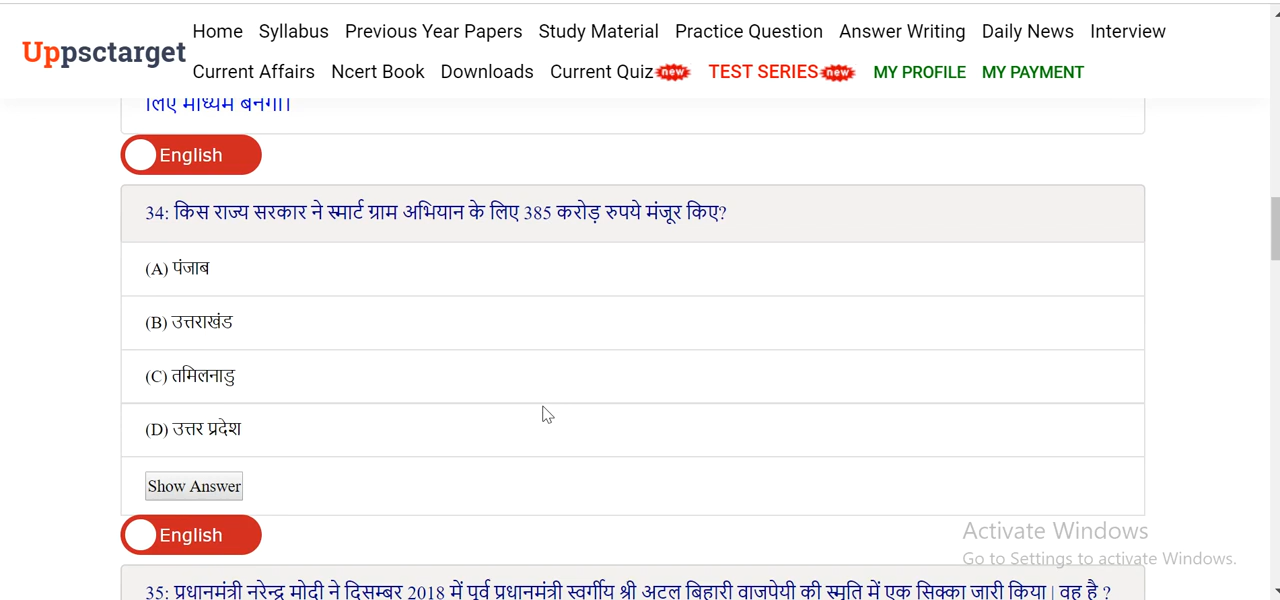 Home Syllabus Previous Year Papers Study Material Practice Question Answer Writing Daily News Interview
Uppsctarget
Current Affairs Ncert Book Downloads Current Quiz new TEST SERIES new MY PROFILE MY PAYMENT
लिए माध्यम बनेगा।
English
34: किस राज्य सरकार ने स्मार्ट ग्राम अभियान के लिए 385 करोड़ रुपये मंजूर किए?
(A) पंजाब
(B) उत्तराखंड
(C) तमिलनाडु
(D) उत्तर प्रदेश
Show Answer
English
Activate Windows
Go to Settings to activate Windows.
35: प्रधानमंत्री नरेन्द्र मोदी ने दिसम्बर 2018 में पूर्व प्रधानमंत्री स्वर्गीय श्री अटल बिहारी वाजपेयी की स्मृति में एक सिक्का जारी किया | वह है ?